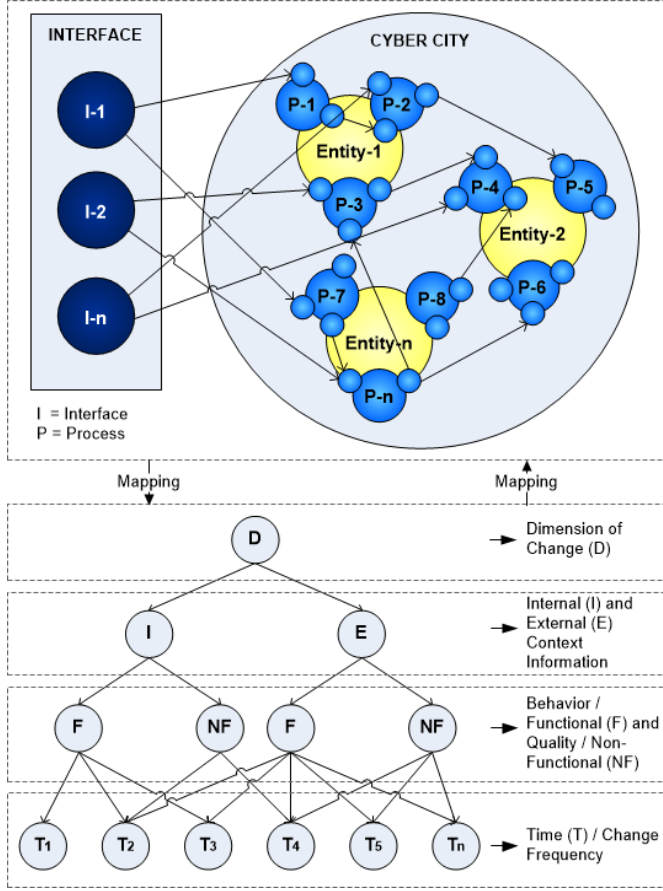 INTERFACE
CYBER CITY
I-1
I-2
I-n
P-1
P-2
Entity-1
P-3
P-4
P-5
Entity-2
P-6
P-7
P-8
Entity-n
P-n
I = Interface
P = Process
Mapping
Mapping
D
Dimension of
Change (D)
I
E
Internal (I) and
External (E)
Context
Information
F
NF
F
NF
Behavior /
Functional (F) and
Quality / Non-
Functional (NF)
T1
T2
T3
T4
T5
Tn
Time (T) / Change
Frequency